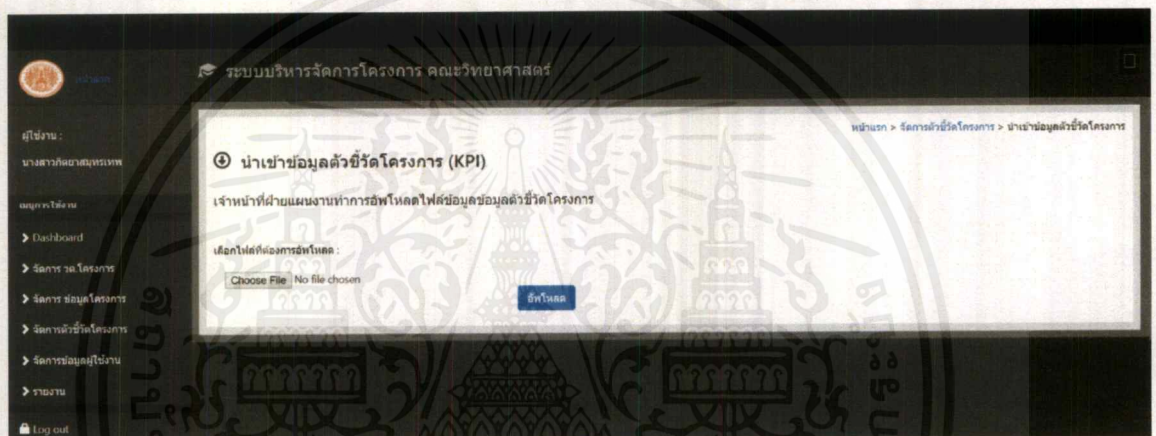 หน้าแรก
ระบบบริหารจัดการโครงการ คณะวิทยาศาสตร์
ผู้ใช้งาน :
นางสาวกิตยาสมุทรเทพ
เมนูการใช้งาน
Dashboard
จัดการ วด.โครงการ
จัดการ ข้อมูลโครงการ
จัดการตัวชี้วัดโครงการ
จัดการข้อมูลผู้ใช้งาน
รายงาน
Log out
หน้าแรก > จัดการตัวชี้วัดโครงการ > นำเข้าข้อมูลตัวชี้วัดโครงการ
นำเข้าข้อมูลตัวชี้วัดโครงการ (KPI)
เจ้าหน้าที่ฝ่ายแผนงานทำการอัพโหลดไฟล์ข้อมูลข้อมูลตัวชี้วัดโครงการ
เลือกไฟล์ที่ต้องการอัพโหลด :
Choose File No file chosen
อัพโหลด